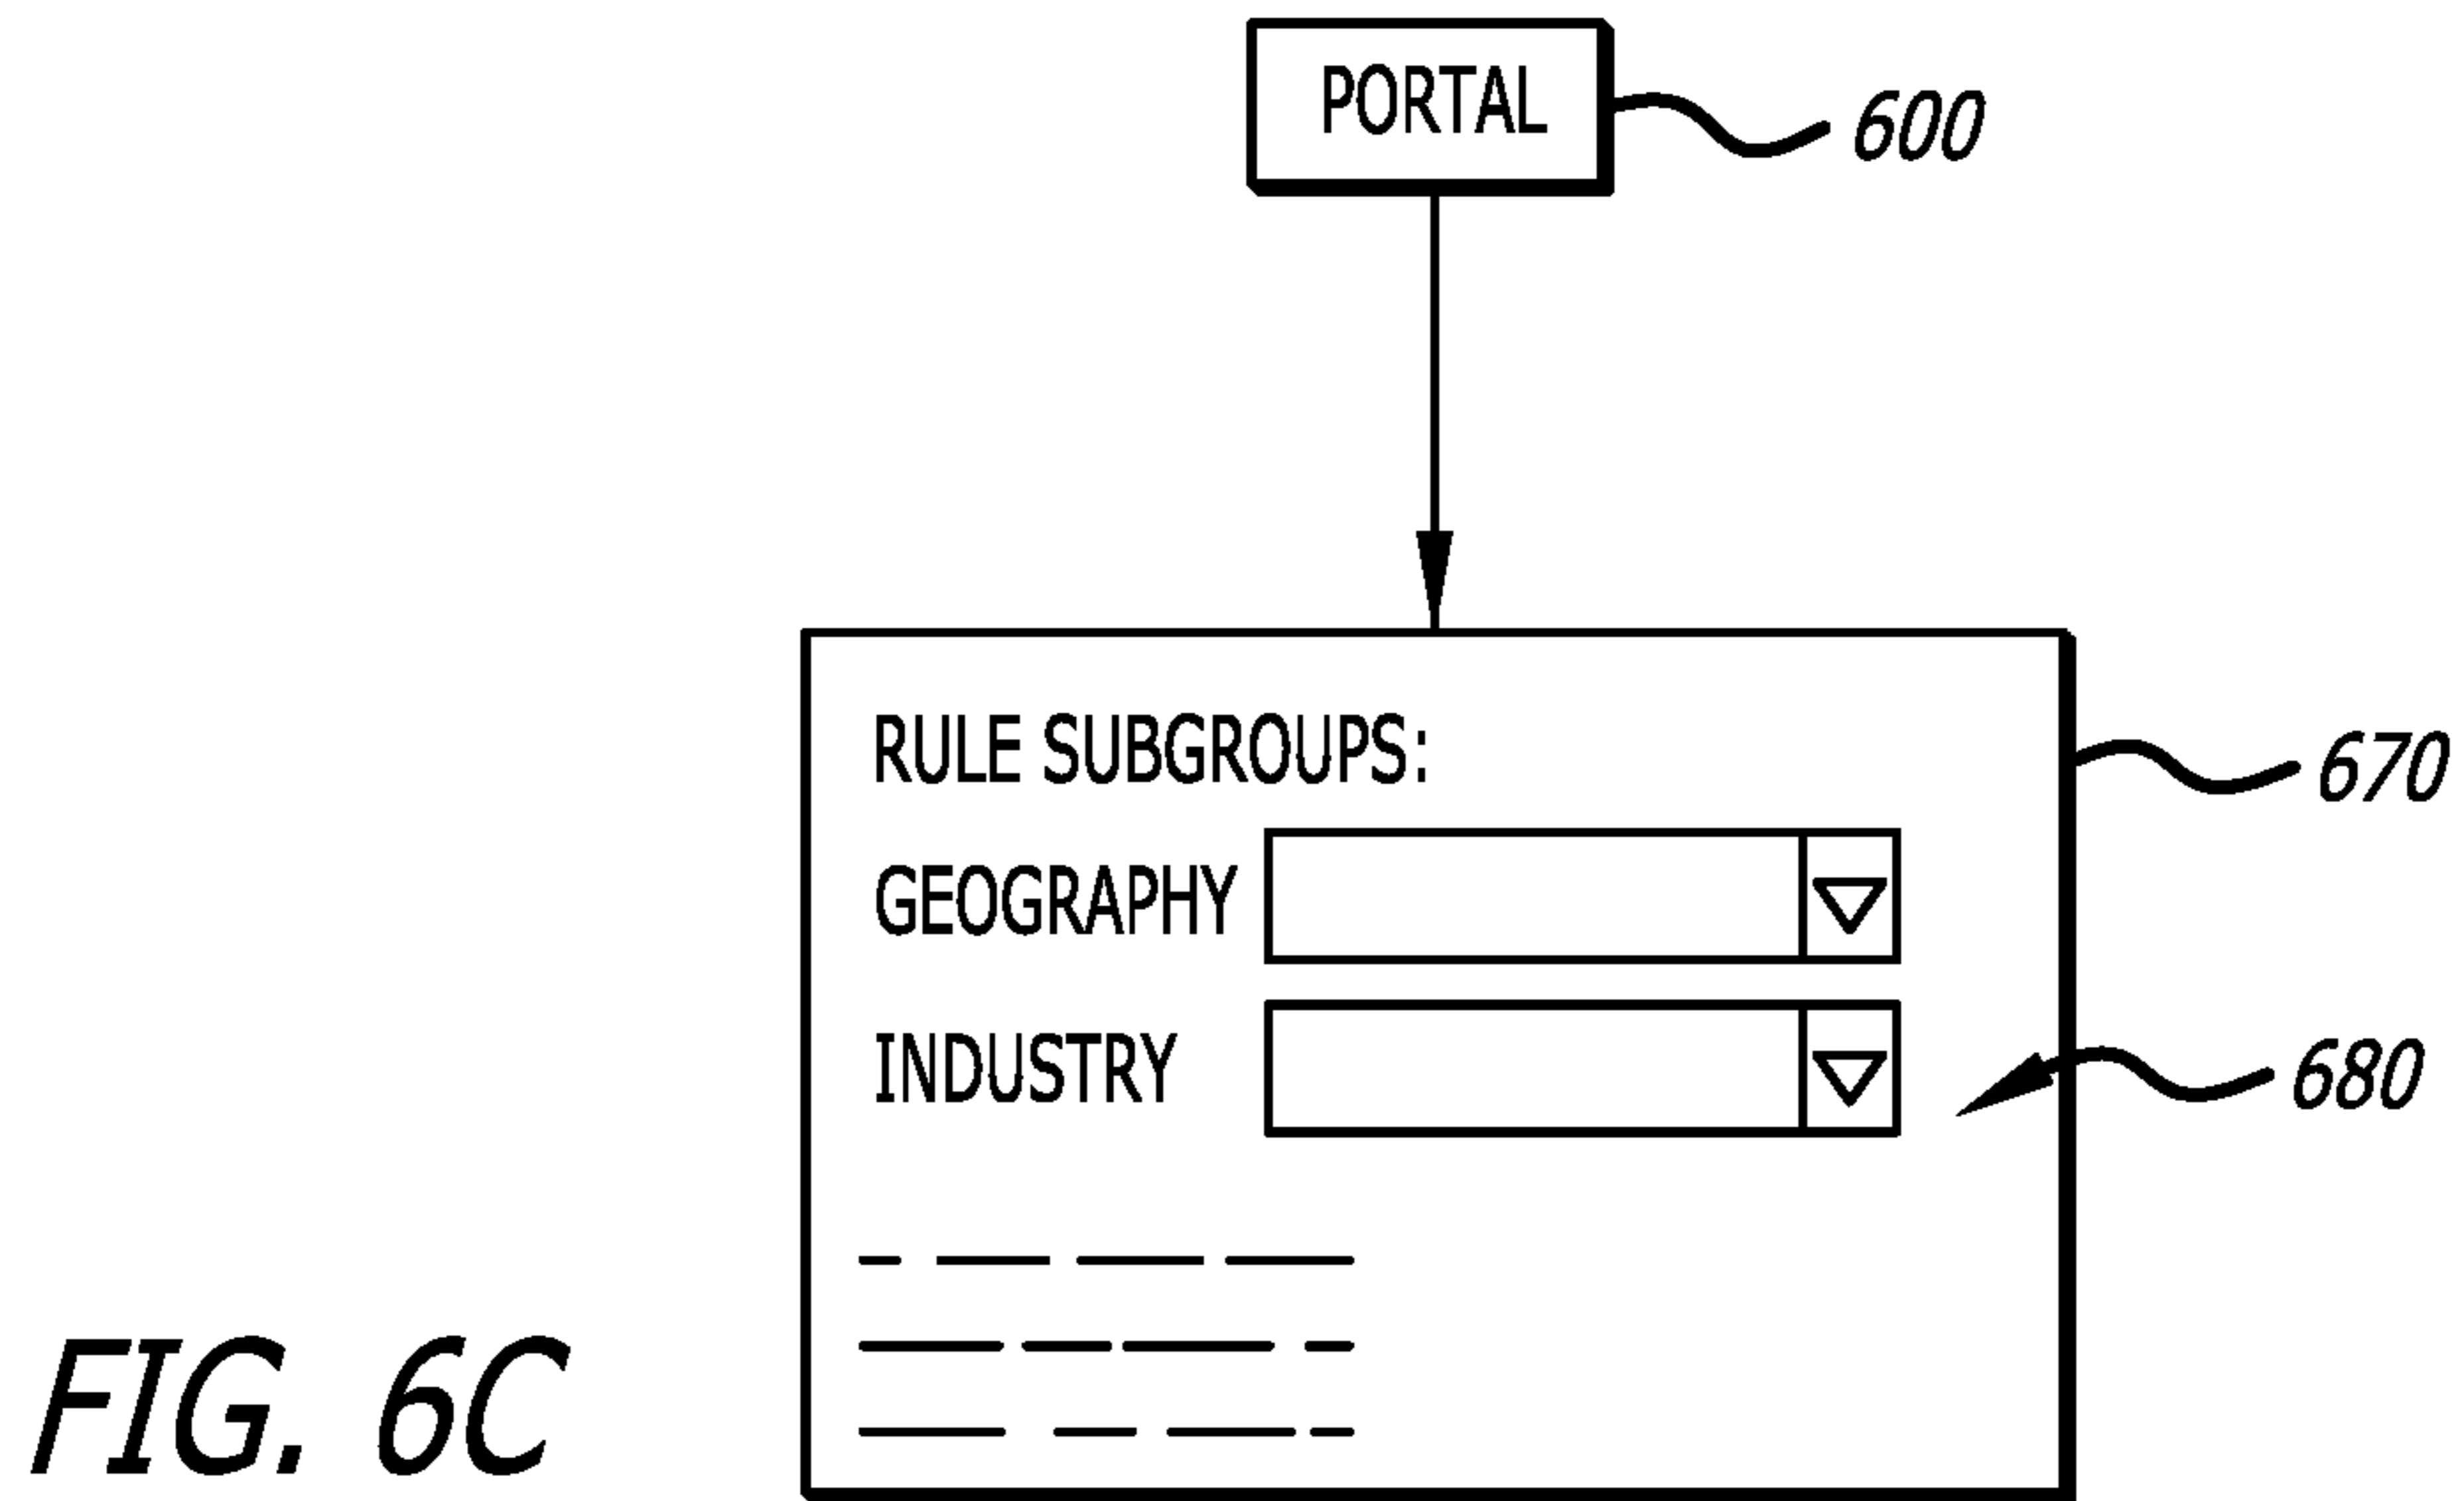 PORTAL
600
RULE SUBGROUPS:
670
GEOGRAPHY
INDUSTRY
680
FIG. 6C